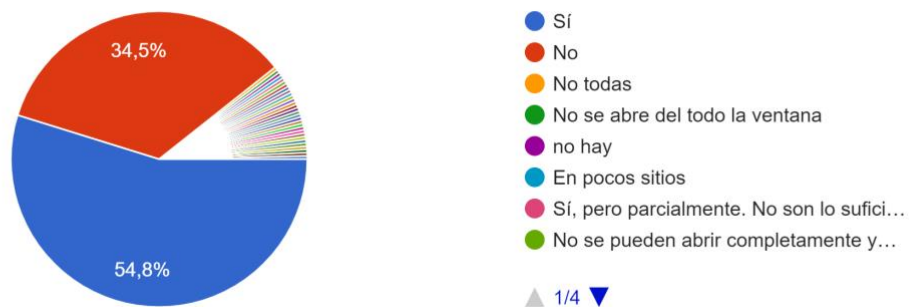 34,5%
54,8%
Sí
No
No todas
No se abre del todo la ventana
no hay
En pocos sitios
Sí, pero parcialmente. No son lo sufici…
No se pueden abrir completamente y…
1/4